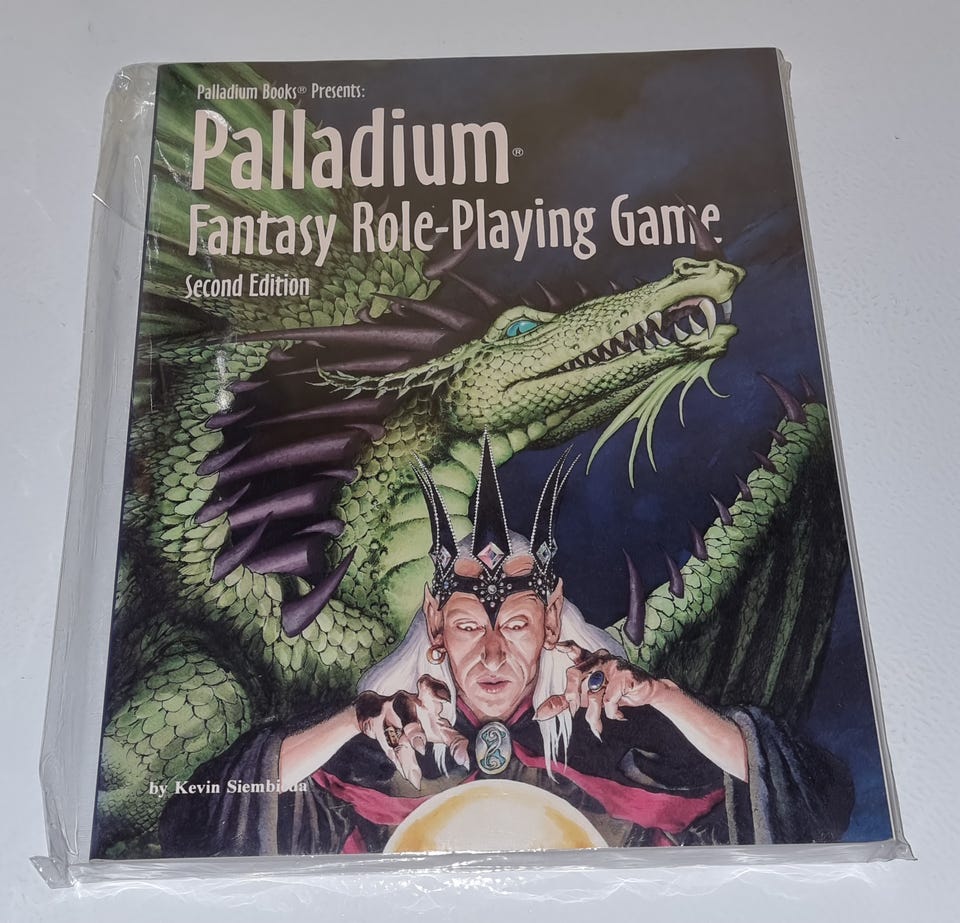 Palladium Books® Presents:
Palladium®
Fantasy Role-Playing Game
Second Edition
by Kevin Siembieda